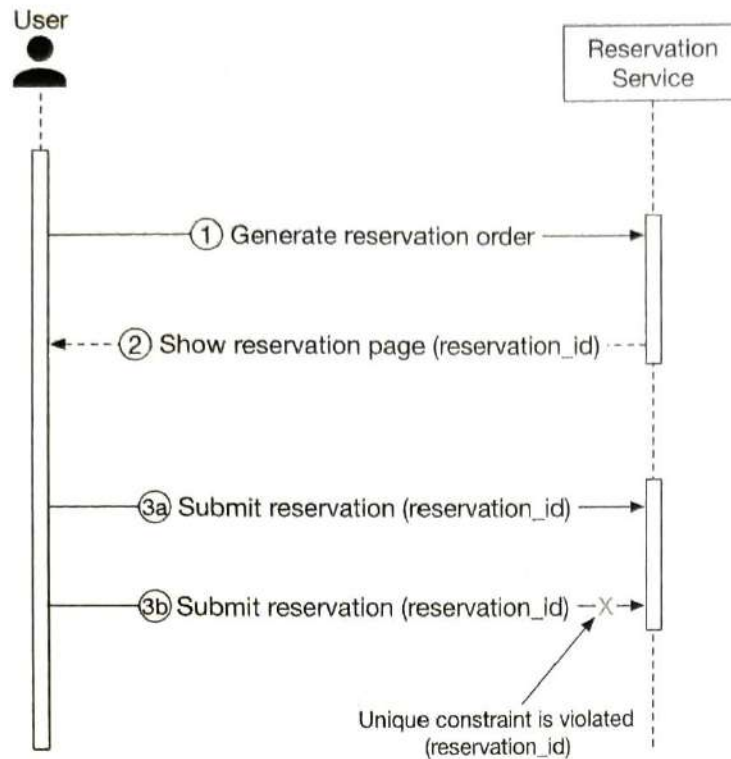 User
Reservation
Service
1 Generate reservation order
2 Show reservation page (reservation_id)
3a Submit reservation (reservation_id)
3b Submit reservation (reservation_id) X
Unique constraint is violated
(reservation_id)